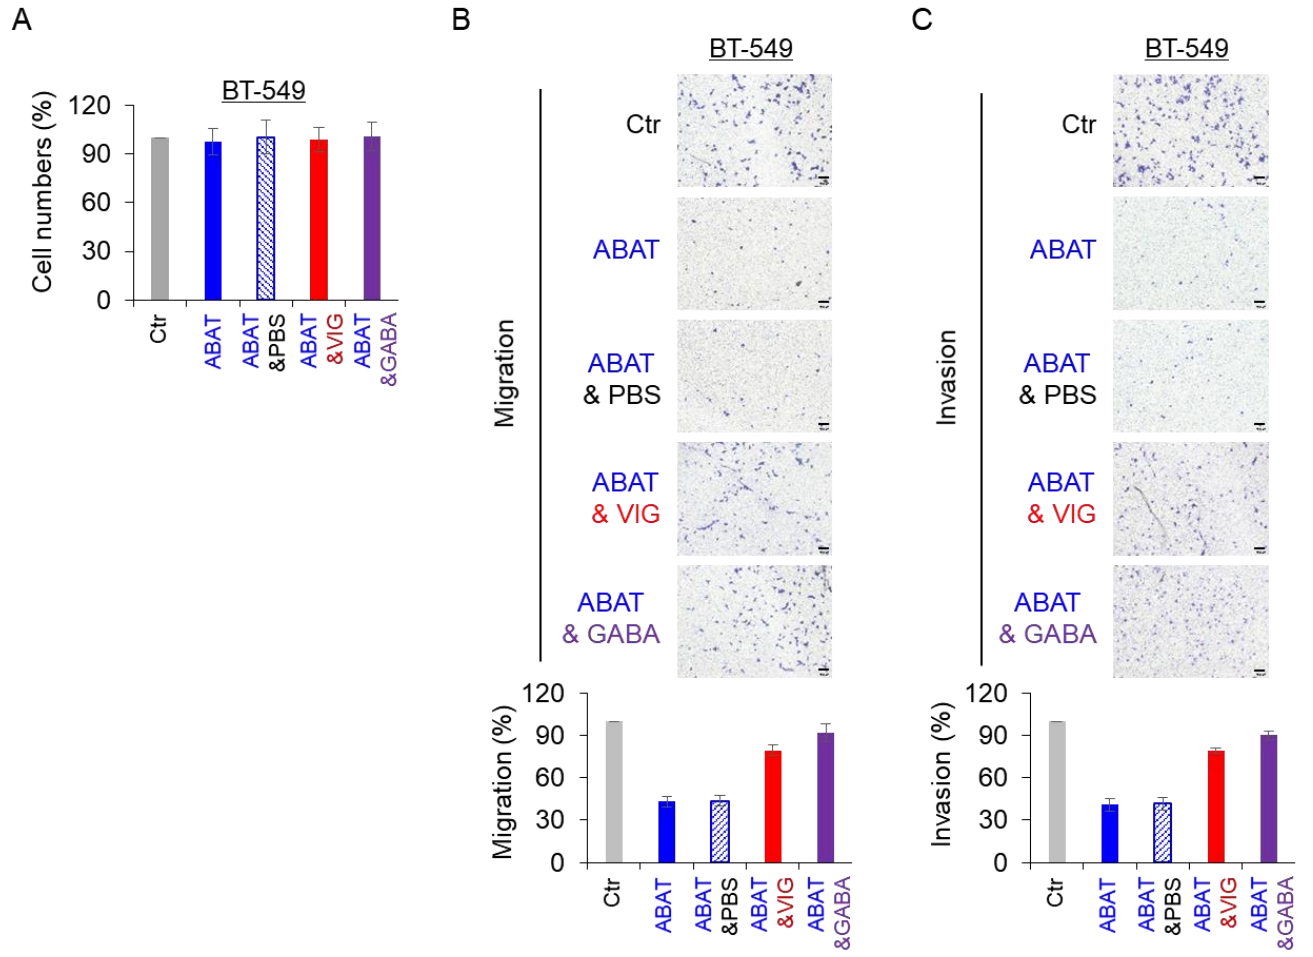 A
BT-549
Cell numbers (%)
120
90
60
30
0
Ctr
ABAT
ABAT
&PBS
ABAT
&VIG
ABAT
&GABA
B
BT-549
Migration
Ctr
ABAT
ABAT
& PBS
ABAT
& VIG
ABAT
& GABA
Migration (%)
120
90
60
30
0
Ctr
ABAT
ABAT
&PBS
ABAT
&VIG
ABAT
&GABA
C
BT-549
Invasion
Ctr
ABAT
ABAT
& PBS
ABAT
& VIG
ABAT
& GABA
Invasion (%)
120
90
60
30
0
Ctr
ABAT
ABAT
&PBS
ABAT
&VIG
ABAT
&GABA